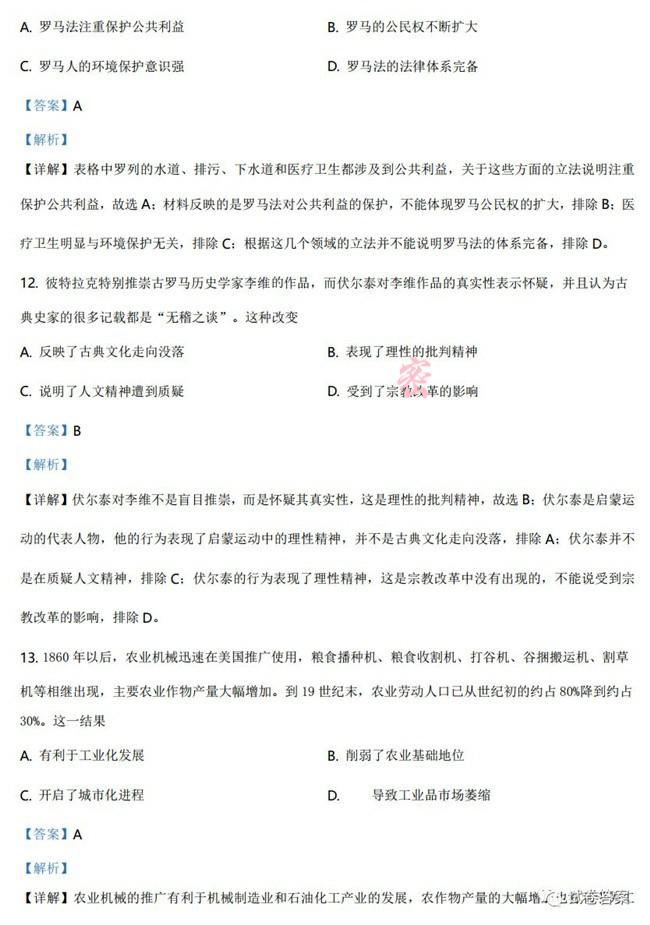 A. 罗马法注重保护公共利益 B. 罗马的公民权不断扩大
C. 罗马人的环境保护意识强 D. 罗马法的法律体系完备
【答案】A
【解析】
【详解】表格中罗列的水道、排污、下水道和医疗卫生都涉及到公共利益，关于这些方面的立法说明注重
保护公共利益，故选 A；材料反映的是罗马法对公共利益的保护，不能体现罗马公民权的扩大，排除 B；医
疗卫生明显与环境保护无关，排除 C；根据这几个领域的立法并不能说明罗马法的体系完备，排除 D。
12. 彼特拉克特别推崇古罗马历史学家李维的作品，而伏尔泰对李维作品的真实性表示怀疑，并且认为古
典史家的很多记载都是“无稽之谈”。这种改变
A. 反映了古典文化走向没落 B. 表现了理性的批判精神
C. 说明了人文精神遭到质疑 D. 受到了宗教改革的影响
密
【答案】B
【解析】
【详解】伏尔泰对李维不是盲目推崇，而是怀疑其真实性，这是理性的批判精神，故选 B；伏尔泰是启蒙运
动的代表人物，他的行为表现了启蒙运动中的理性精神，并不是古典文化走向没落，排除 A；伏尔泰并不
是在质疑人文精神，排除 C；伏尔泰的行为表现了理性精神，这是宗教改革中没有出现的，不能说受到宗
教改革的影响，排除 D。
13. 1860 年以后，农业机械迅速在美国推广使用，粮食播种机、粮食收割机、打谷机、谷捆搬运机、割草
机等相继出现，主要农业作物产量大幅增加。到 19 世纪末，农业劳动人口已从世纪初的约占 80%降到约占
30%。这一结果
A. 有利于工业化发展 B. 削弱了农业基础地位
C. 开启了城市化进程 D. 导致工业品市场萎缩
【答案】A
【解析】
【详解】农业机械的推广有利于机械制造业和石油化工产业的发展，农作物产量的大幅增 也 工
试卷答案